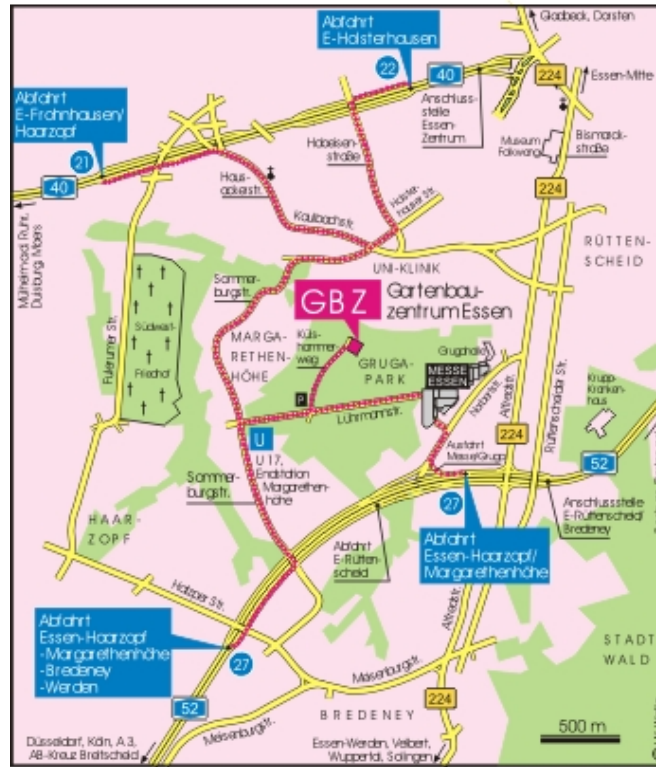 Gladbeck, Dorsten
Abfahrt
E-Holsterhausen
22
40
224
Essen-Mitte
Abfahrt
E-Frohnhausen/
Haarzopf
21
40
Anschluss-
stelle
Essen-
Zentrum
Hobeisen-
straße
Museum
Folkwang
Bismarck-
straße
Mülheim a.d. Ruhr,
Duisburg, Moers
Haus-
ackerstr.
Kaulbachstr.
Holster-
hauser Str.
224
RÜTTEN-
SCHEID
UNI-KLINIK
Sommer-
burgstr.
GBZ
Gartenbau-
zentrum Essen
Fulerumer Str.
Südwest-
Friedhof
MARGA-
RETHEN-
HÖHE
Küls-
hammer-
weg
GRUGA-
PARK
Grugahalle
MESSE
ESSEN
P
Lührmannstr.
Norbertstr.
Alfredstr.
Rüttenscheider Str.
Krupp-
Kranken-
haus
U
U 17,
Endstation
Margarethen-
höhe
224
Ausfahrt
Messe/Gruga
52
Sommer-
burgstr.
27
HAAR-
ZOPF
Abfahrt
E-Rütten-
scheid
Abfahrt
Essen-Haarzopf/
Margarethenhöhe
Anschlussstelle
E-Rüttenscheid/
Bredeney
Hatzper Str.
Alfredstr.
Abfahrt
Essen-Haarzopf
-Margarethenhöhe
-Bredeney
-Werden
27
STADT
WALD
Meisenburgstr.
52
224
Meisenburgstr.
BREDENEY
500 m
Düsseldorf, Köln, A 3,
AB-Kreuz Breitscheid
Essen-Werden, Velbert,
Wuppertal, Solingen